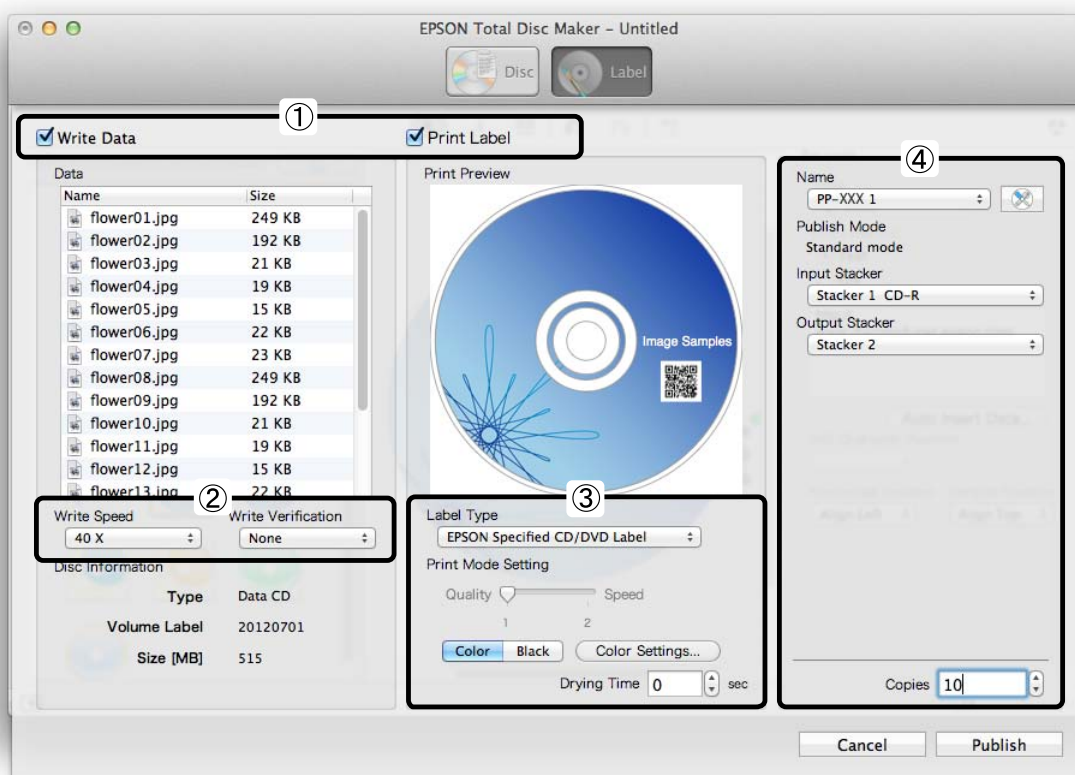 EPSON Total Disc Maker – Untitled
Disc
Label
①
Write Data
Print Label
Data
Name Size
flower01.jpg 249 KB
flower02.jpg 192 KB
flower03.jpg 21 KB
flower04.jpg 19 KB
flower05.jpg 15 KB
flower06.jpg 22 KB
flower07.jpg 23 KB
flower08.jpg 249 KB
flower09.jpg 192 KB
flower10.jpg 21 KB
flower11.jpg 19 KB
flower12.jpg 15 KB
flower13.jpg 22 KB
②
Write Speed Write Verification
40 X None
Disc Information
Type Data CD
Volume Label 20120701
Size [MB] 515
Print Preview
Image Samples
③
Label Type
EPSON Specified CD/DVD Label
Print Mode Setting
Quality Speed
1 2
Color Black Color Settings...
Drying Time 0 sec
④
Name
PP-XXX 1
Publish Mode
Standard mode
Input Stacker
Stacker 1 CD-R
Output Stacker
Stacker 2
Auto Insert Data...
Align Left Align Top
Copies 10
Cancel Publish